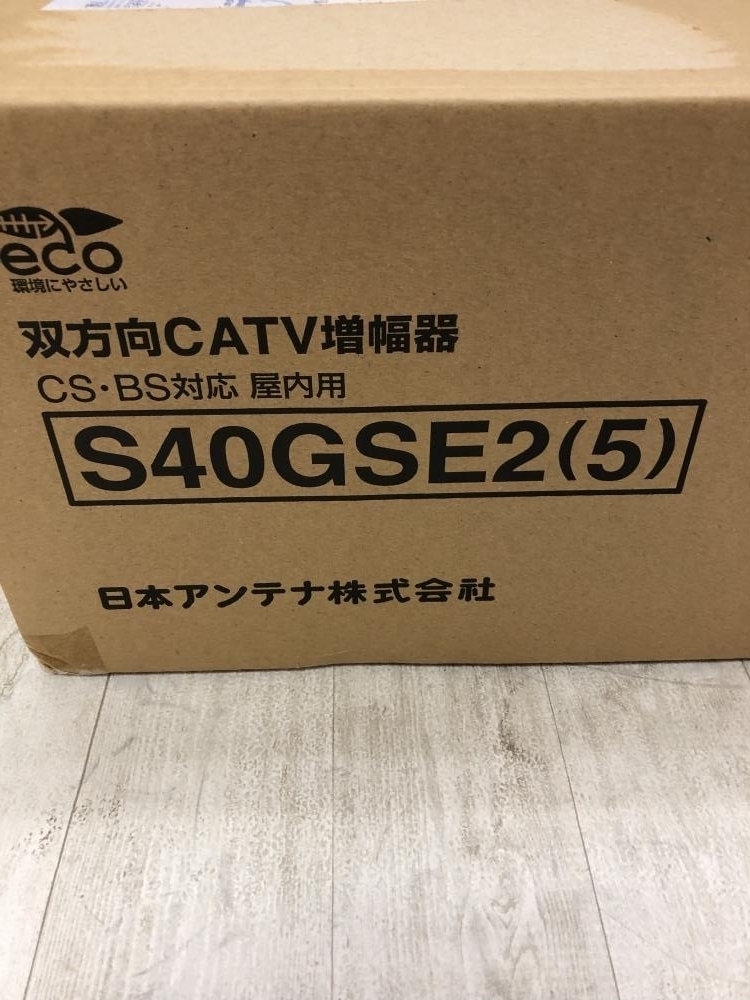 eco
環境にやさしい
双方向CATV増幅器
CS・BS対応 屋内用
S40GSE2(5)
日本アンテナ株式会社